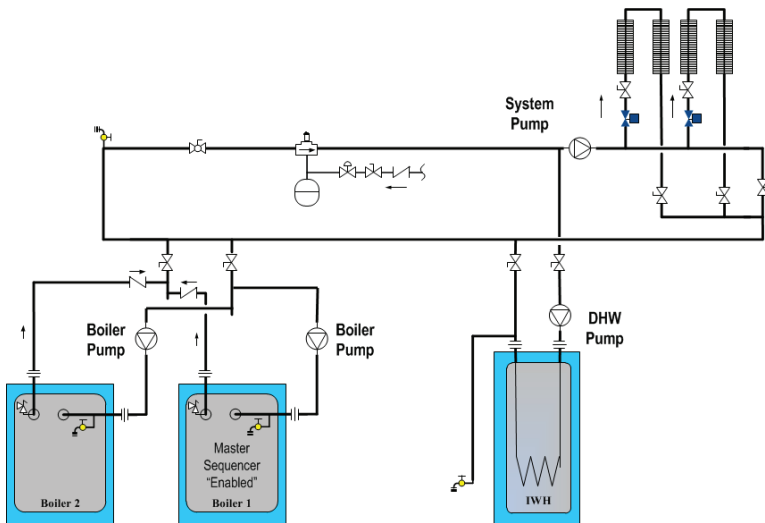 System
Pump
Boiler
Pump
Boiler
Pump
DHW
Pump
Master
Sequencer
“Enabled”
Boiler 2
Boiler 1
IWH